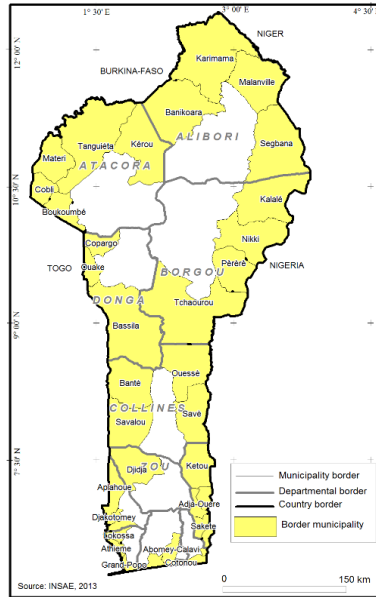 1° 30' E
3° 00' E
4° 30' E
12° 00' N
NIGER
Karimama
BURKINA-FASO
Malanville
Banikoara
ALIBORI
Tanguiéta
Kérou
Segbana
Materi
ATACORA
10° 30' N
Cobli
Kalalé
Boukoumbé
Copargo
Nikki
TOGO
Ouake
Pèrèrè
NIGERIA
BORGOU
DONGA
Tchaourou
9° 00' N
Bassila
Ouessè
Bantè
COLLINES
Savè
Savalou
7° 30' N
ZOU
Djidja
Ketou
Aplahoue
Municipality border
Departmental border
Adja-Ouere
Country border
Djakotomey
Sakete
Border municipality
Lokossa
Athieme
Abomey-Calavi
Grand-Popo
Cotonou
Source: INSAE, 2013
0 150 km